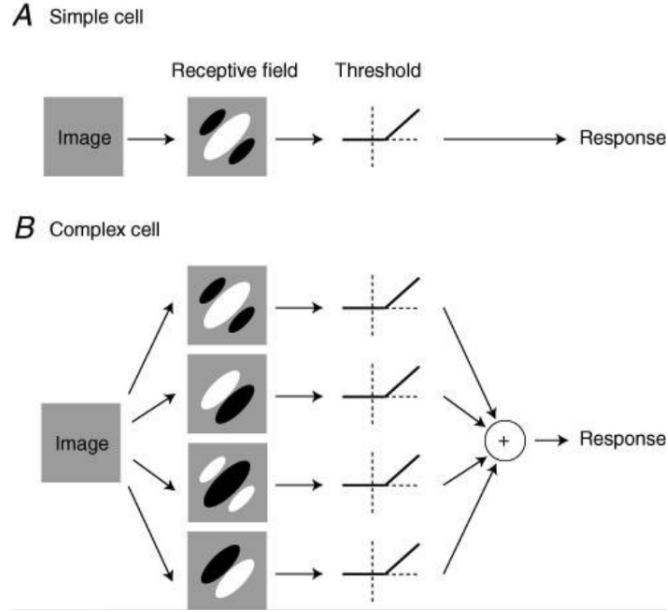 A Simple cell
Receptive field Threshold
Image Response
B Complex cell
Image + Response